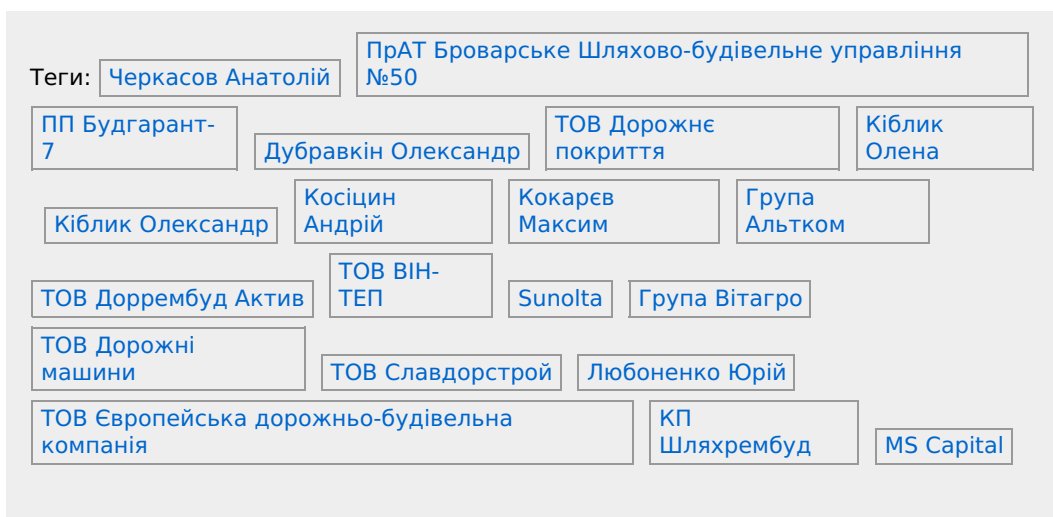 Теги: Черкасов Анатолій ПрАТ Броварське Шляхово-будівельне управління
№50
ПП Будгарант-
7 Дубравкін Олександр ТОВ Дорожнє
покриття Кіблик
Олена
Кіблик Олександр Косіцин
Андрій Кокарєв
Максим Група
Альтком
ТОВ Доррембуд Актив ТОВ ВІН-
ТЕП Sunolta Група Вітагро
ТОВ Дорожні
машини ТОВ Славдорстрой Любоненко Юрій
ТОВ Європейська дорожньо-будівельна
компанія КП
Шляхрембуд MS Capital